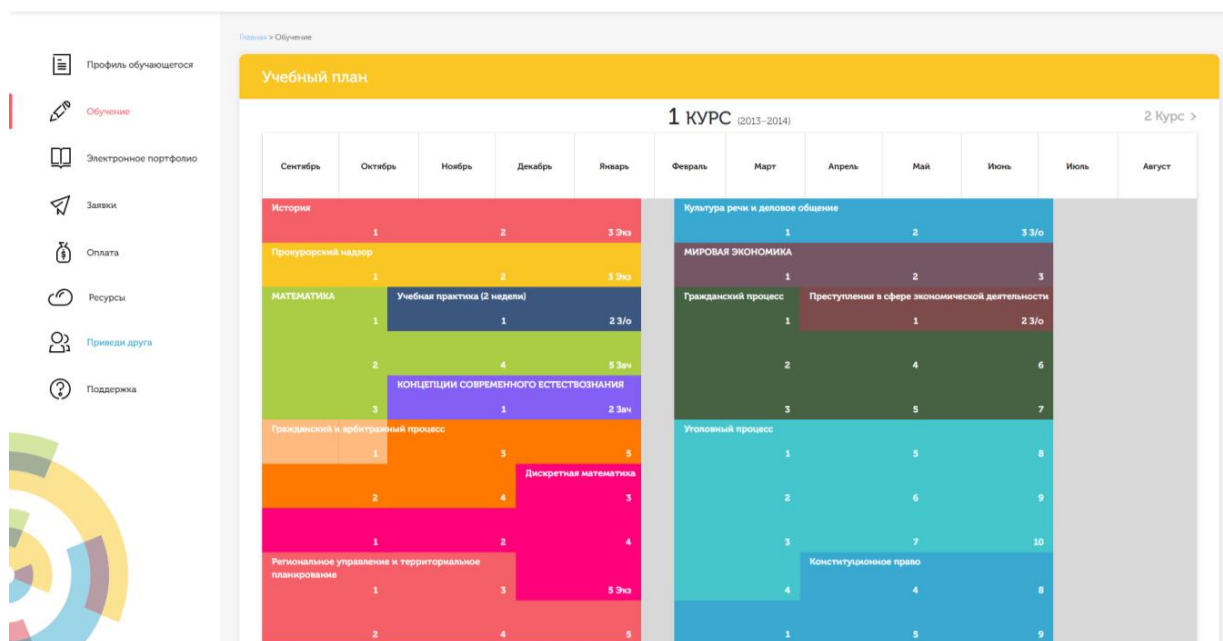 Главная > Обучение
Профиль обучающегося
Обучение
Электронное портфолио
Заявки
Оплата
Ресурсы
Приведи друга
Поддержка
Учебный план
1 КУРС (2013–2014)
2 Курс >
Сентябрь Октябрь Ноябрь Декабрь Январь Февраль Март Апрель Май Июнь Июль Август
История
1 2 3 Экз
Прокурорский надзор
1 2 3 Экз
МАТЕМАТИКА Учебная практика (2 недели)
1 1 2 З/о
2 4 5 Зач
КОНЦЕПЦИИ СОВРЕМЕННОГО ЕСТЕСТВОЗНАНИЯ
3 1 2 Зач
Гражданский и арбитражный процесс
1 3 5
Дискретная математика
2 4 3
1 2 4
Региональное управление и территориальное
планирование
1 3 5 Экз
2 4 5
Культура речи и деловое общение
1 2 3 З/о
МИРОВАЯ ЭКОНОМИКА
1 2 3
Гражданский процесс Преступления в сфере экономической деятельности
1 1 2 З/о
2 4 6
3 5 7
Уголовный процесс
1 5 8
2 6 9
3 7 10
Конституционное право
4 4 8
1 5 9